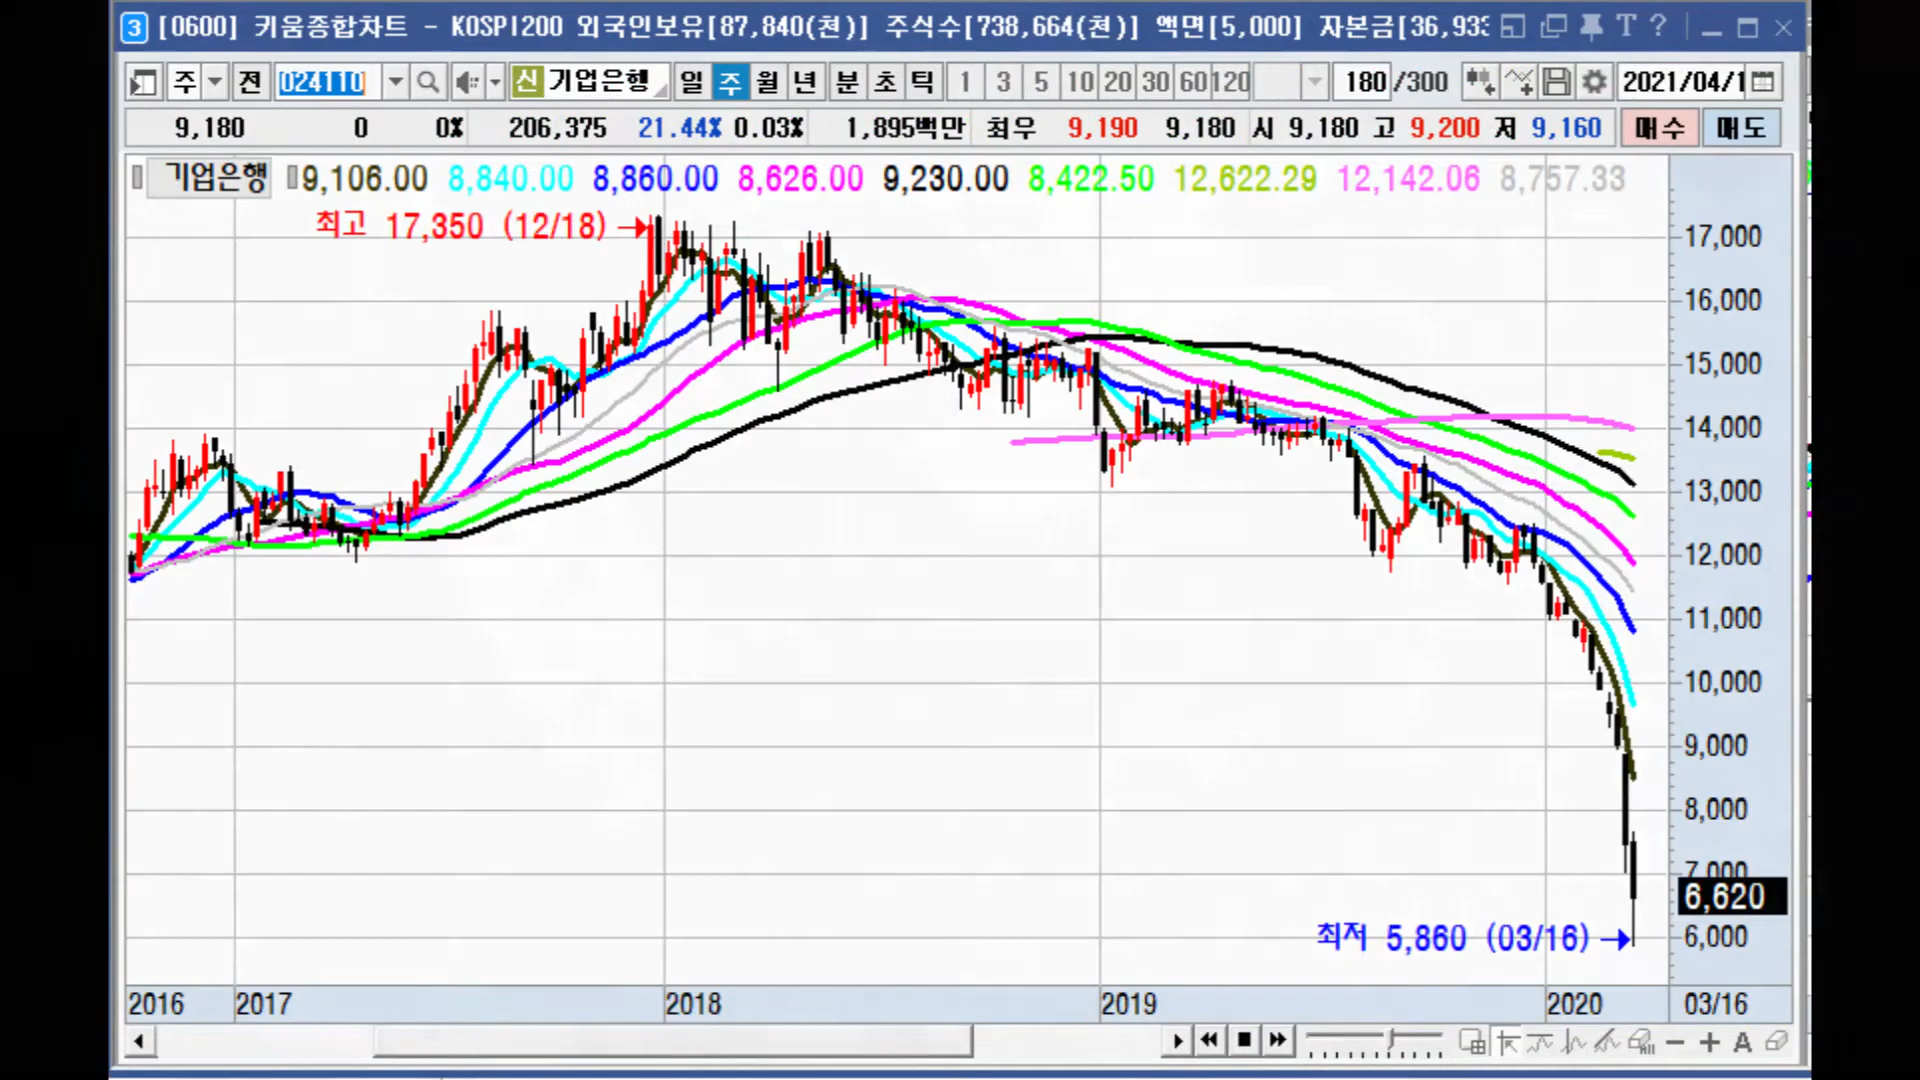 3 [0600] 키움종합차트 - KOSPI200 외국인보유[87,840(천)] 주식수[738,664(천)] 액면[5,000] 자본금[36,93 T ?
주 전 024110 신 기업은행 일 주 월 년 분 초 틱 1 3 5 10 20 30 60 120 180 /300 2021/04/1
9,180 0 0% 206,375 21.44% 0.03% 1,895백만 최우 9,190 9,180 시 9,180 고 9,200 저 9,160 매수 매도
기업은행 9,106.00 8,840.00 8,860.00 8,626.00 9,230.00 8,422.50 12,622.29 12,142.06 8,757.33
최고 17,350 (12/18)
17,000
16,000
15,000
14,000
13,000
12,000
11,000
10,000
9,000
8,000
7,000
6,620
최저 5,860 (03/16)
6,000
2016 2017 2018 2019 2020 03/16
A